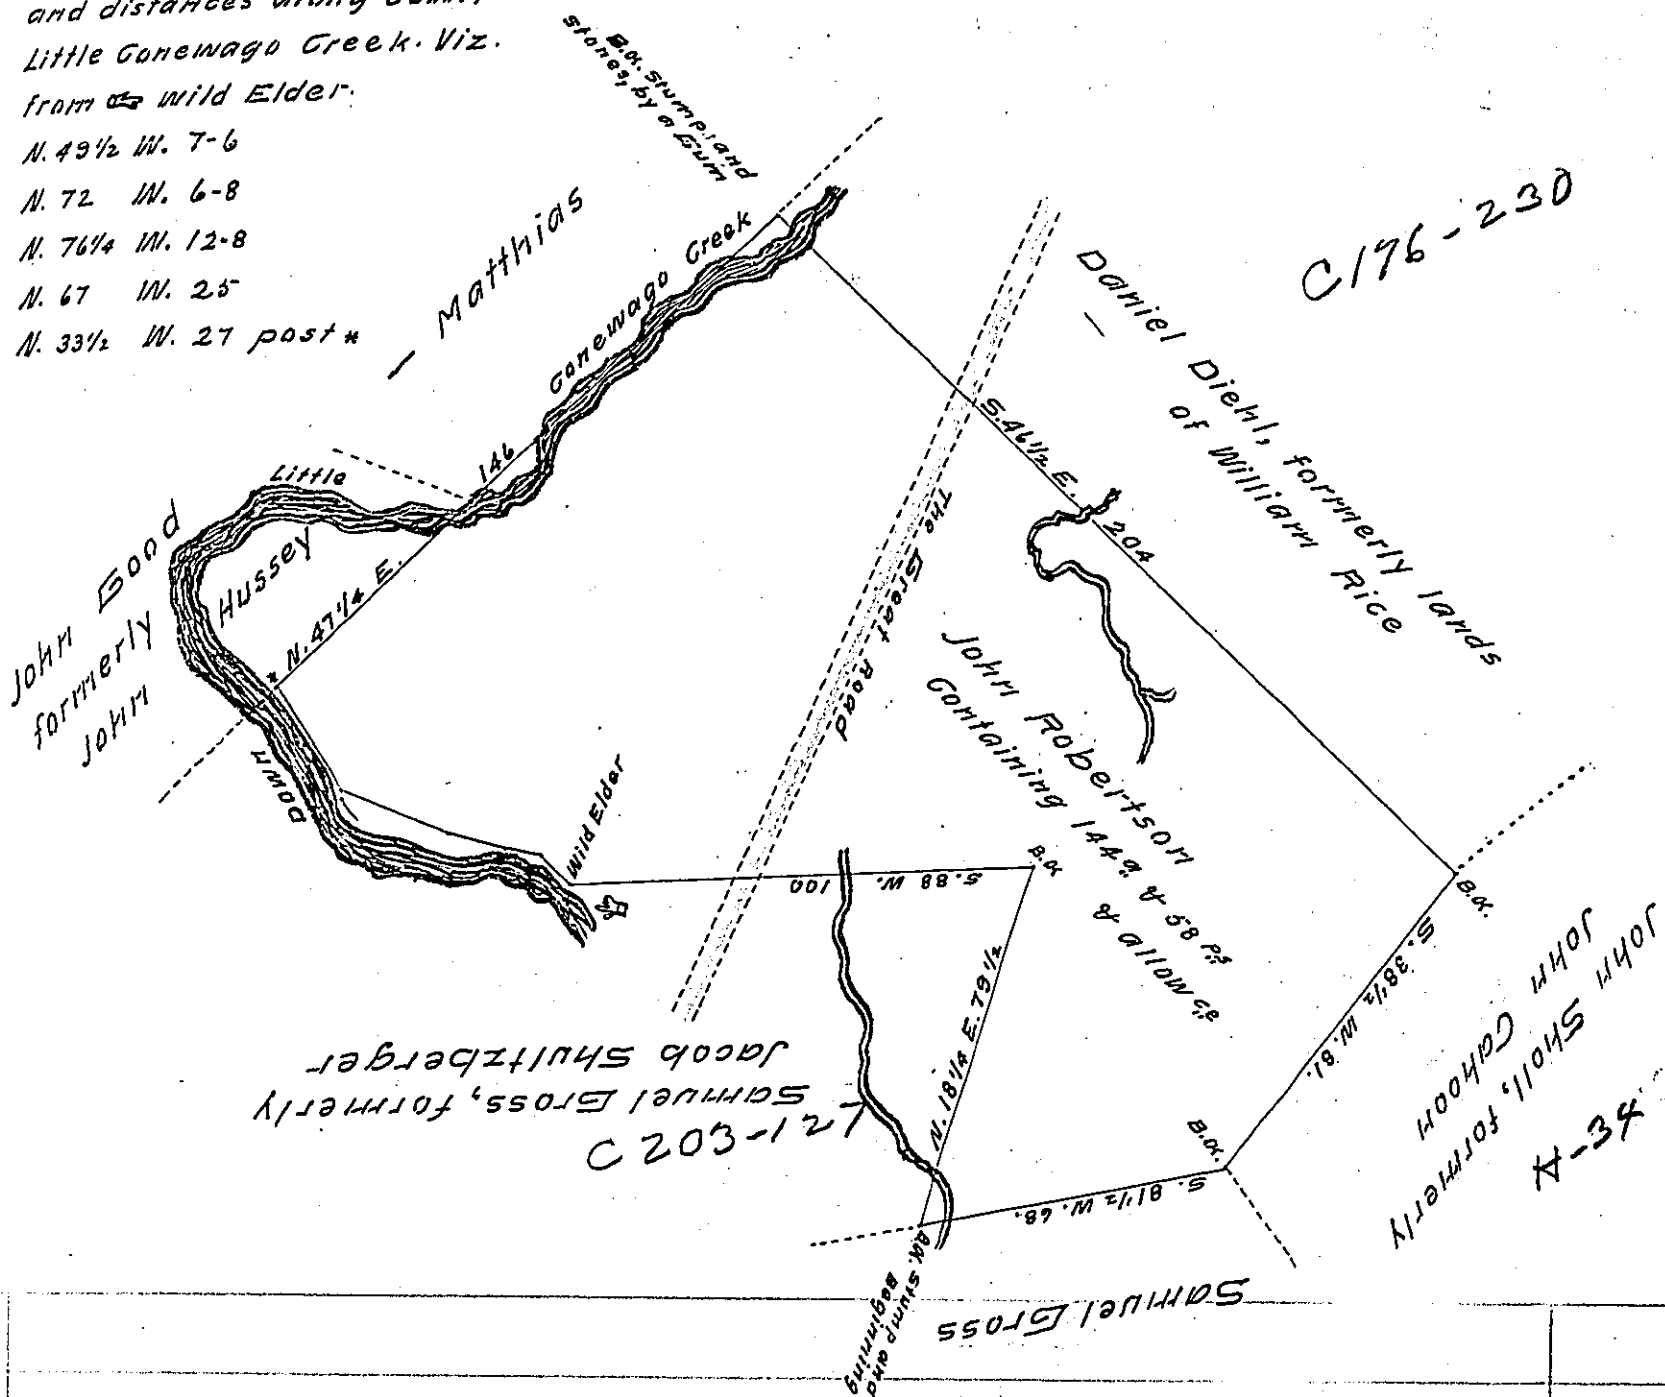 and distances along
Little Conewago Creek. Viz.
from Wild Elder.
N. 49½ W. 7-6
N. 72 W. 6-8
N. 76¼ W. 12-8
N. 67 W. 25
N. 33½ W. 27 post *
B.O. Stump, and
stones, by a Gum
Matthias
Little Conewago Creek
C176-230
Daniel Diehl, formerly lands
of William Rice
S. 46½ E. 204
The Great Road
146
N. 47¼ E.
*
John Good
formerly
John Hussey
Down
Wild Elder
John Robertson
Containing 144a & 58 ps
& allowce
S. 88 W. 100
B.O.
N. 18¼ E. 79½
B.O.
S. 38½ W. 81.
John Sholl, formerly
John Cahoon
A-34
B.O.
S. 81½ W. 68.
Jacob Shultzberger
Samuel Gross, formerly
C203-121
B.O. Stump and
Beginning
Samuel Gross